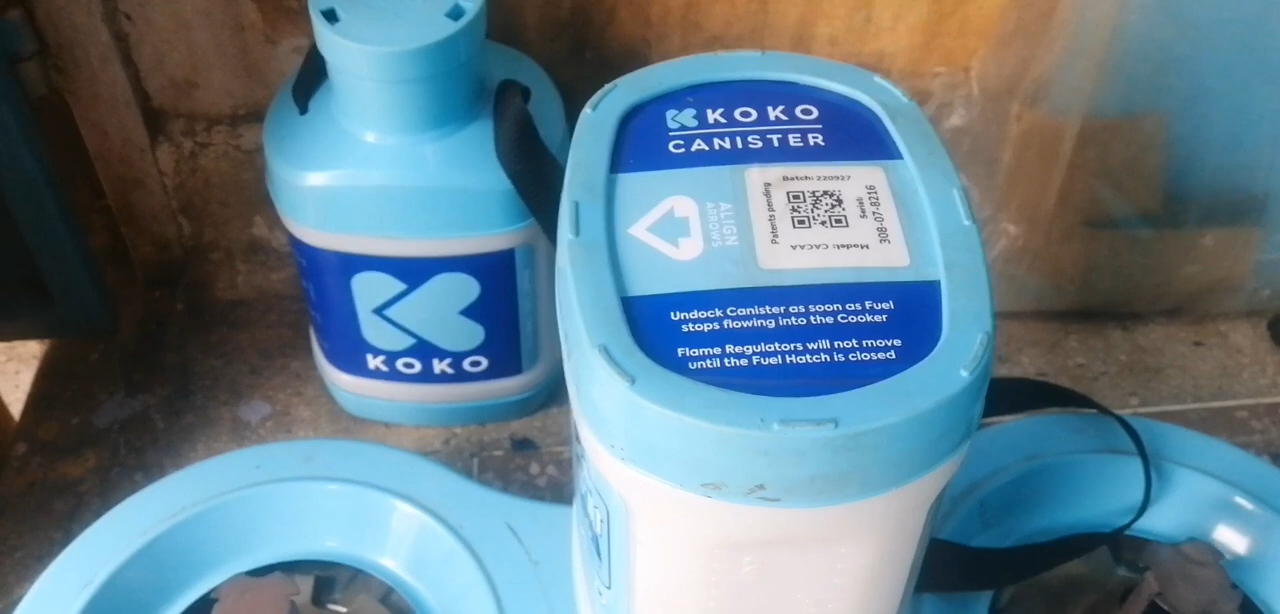 KOKO
CANISTER
Batch: 220927
Patents pending
Serial:
308-07-8216
Model: CACAA
ALIGN
ARROWS
Undock Canister as soon as Fuel
stops flowing into the Cooker
Flame Regulators will not move
until the Fuel Hatch is closed
KOKO